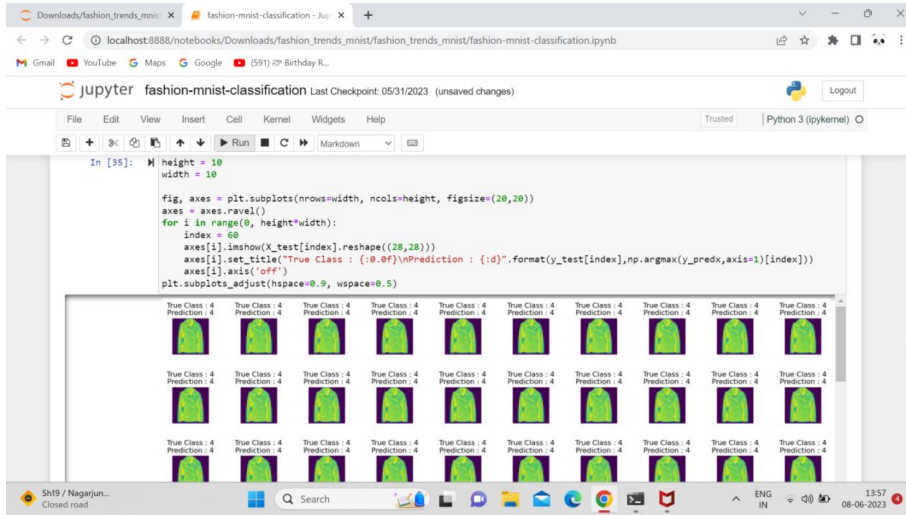 Downloads/fashion_trends_mnis
fashion-mnist-classification - Jup
localhost:8888/notebooks/Downloads/fashion_trends_mnist/fashion_trends_mnist/fashion-mnist-classification.ipynb
Gmail YouTube Maps Google Birthday R...
jupyter fashion-mnist-classification Last Checkpoint: 05/31/2023 (unsaved changes) Logout
File Edit View Insert Cell Kernel Widgets Help Trusted Python 3 (ipykernel)
Run Markdown
In [35]: height = 10
width = 10
fig, axes = plt.subplots(nrows=width, ncols=height, figsize=(20,20))
axes = axes.ravel()
for i in range(0, height*width):
index = 60
axes[i].imshow(X_test[index].reshape((28,28)))
axes[i].set_title("True Class : {:0.0f}\nPrediction : {:d}".format(y_test[index],np.argmax(y_predx,axis=1)[index]))
axes[i].axis('off')
plt.subplots_adjust(hspace=0.9, wspace=0.5)
True Class : 4 True Class : 4 True Class : 4 True Class : 4 True Class : 4 True Class : 4 True Class : 4 True Class : 4 True Class : 4 True Class : 4
Prediction : 4 Prediction : 4 Prediction : 4 Prediction : 4 Prediction : 4 Prediction : 4 Prediction : 4 Prediction : 4 Prediction : 4 Prediction : 4
True Class : 4 True Class : 4 True Class : 4 True Class : 4 True Class : 4 True Class : 4 True Class : 4 True Class : 4 True Class : 4 True Class : 4
Prediction : 4 Prediction : 4 Prediction : 4 Prediction : 4 Prediction : 4 Prediction : 4 Prediction : 4 Prediction : 4 Prediction : 4 Prediction : 4
True Class : 4 True Class : 4 True Class : 4 True Class : 4 True Class : 4 True Class : 4 True Class : 4 True Class : 4 True Class : 4 True Class : 4
Prediction : 4 Prediction : 4 Prediction : 4 Prediction : 4 Prediction : 4 Prediction : 4 Prediction : 4 Prediction : 4 Prediction : 4 Prediction : 4
Sh19 / Nagarjun...
Closed road
Search
ENG
IN
13:57
08-06-2023
4